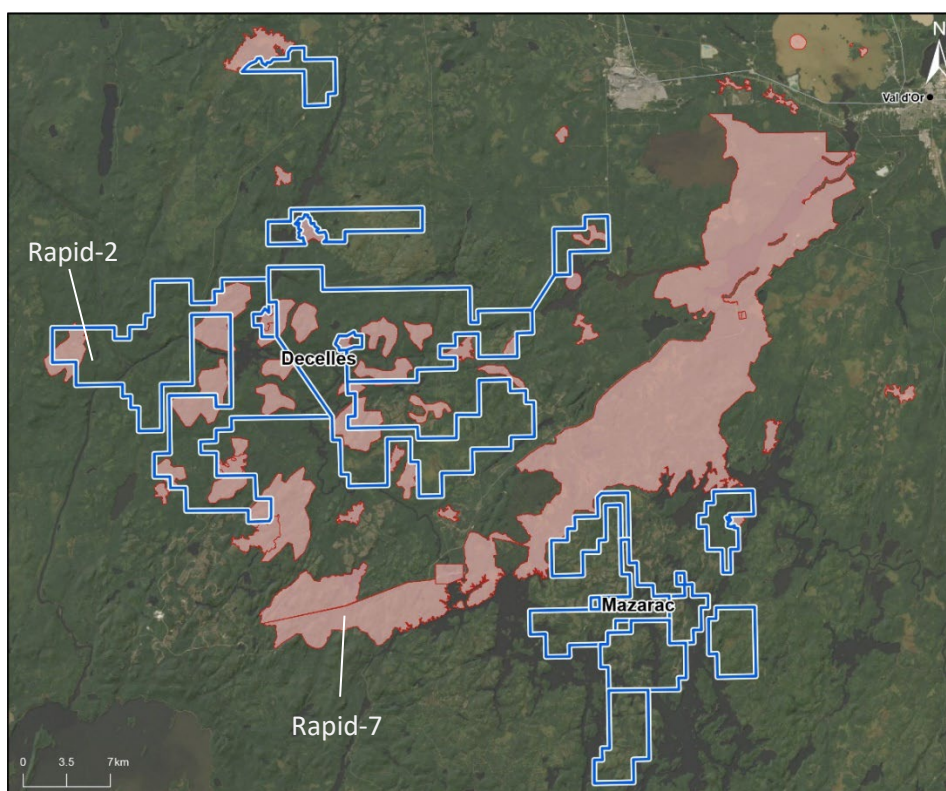 N
Val d'Or
Rapid-2
Decelles
Mazarac
Rapid-7
0 3.5 7km